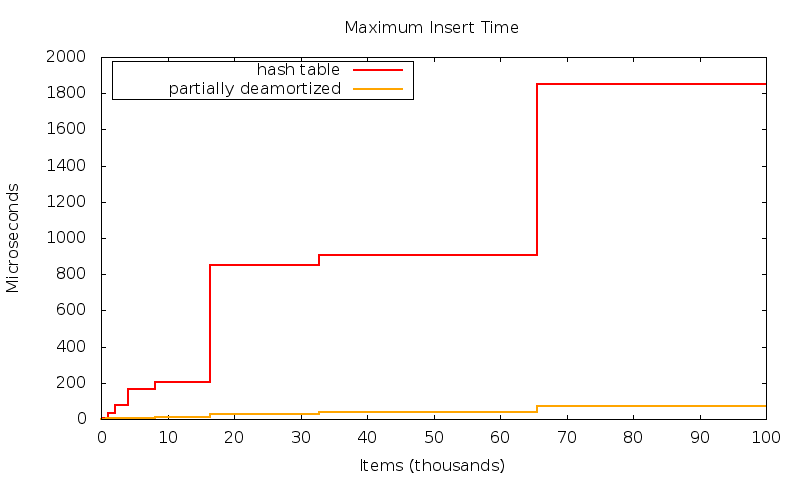 Maximum Insert Time
2000
1800
1600
1400
1200
1000
800
600
400
200
0
hash table
partially deamortized
Microseconds
0 10 20 30 40 50 60 70 80 90 100
Items (thousands)